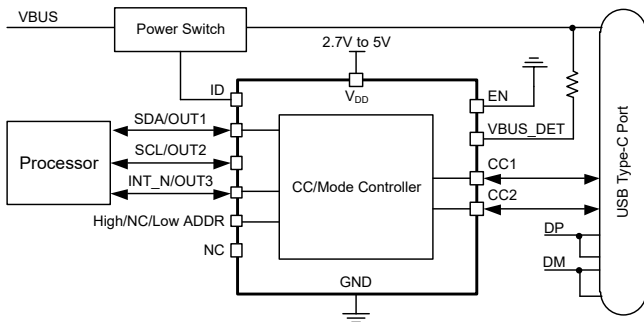 VBUS
Power Switch
2.7V to 5V
ID
VDD
EN
SDA/OUT1
VBUS_DET
Processor
SCL/OUT2
CC/Mode Controller
CC1
INT_N/OUT3
CC2
High/NC/Low ADDR
NC
DP
DM
GND
USB Type-C Port